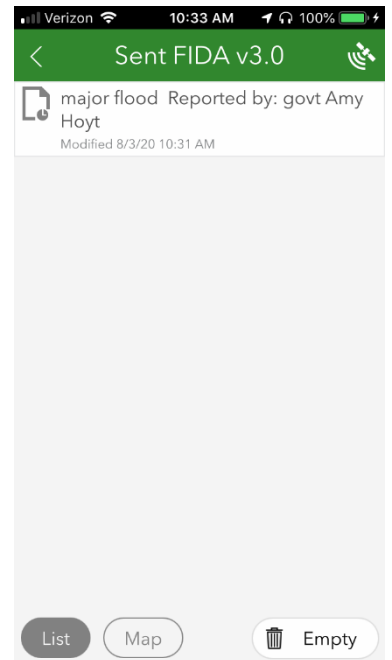 Verizon 10:33 AM 100%
Sent FIDA v3.0
major flood Reported by: govt Amy
Hoyt
Modified 8/3/20 10:31 AM
List Map Empty